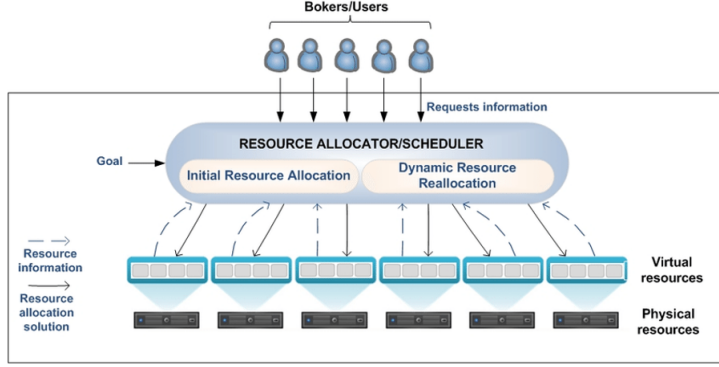 Bokers/Users
Requests information
RESOURCE ALLOCATOR/SCHEDULER
Goal
Initial Resource Allocation
Dynamic Resource
Reallocation
Resource
information
Resource
allocation
solution
Virtual
resources
Physical
resources